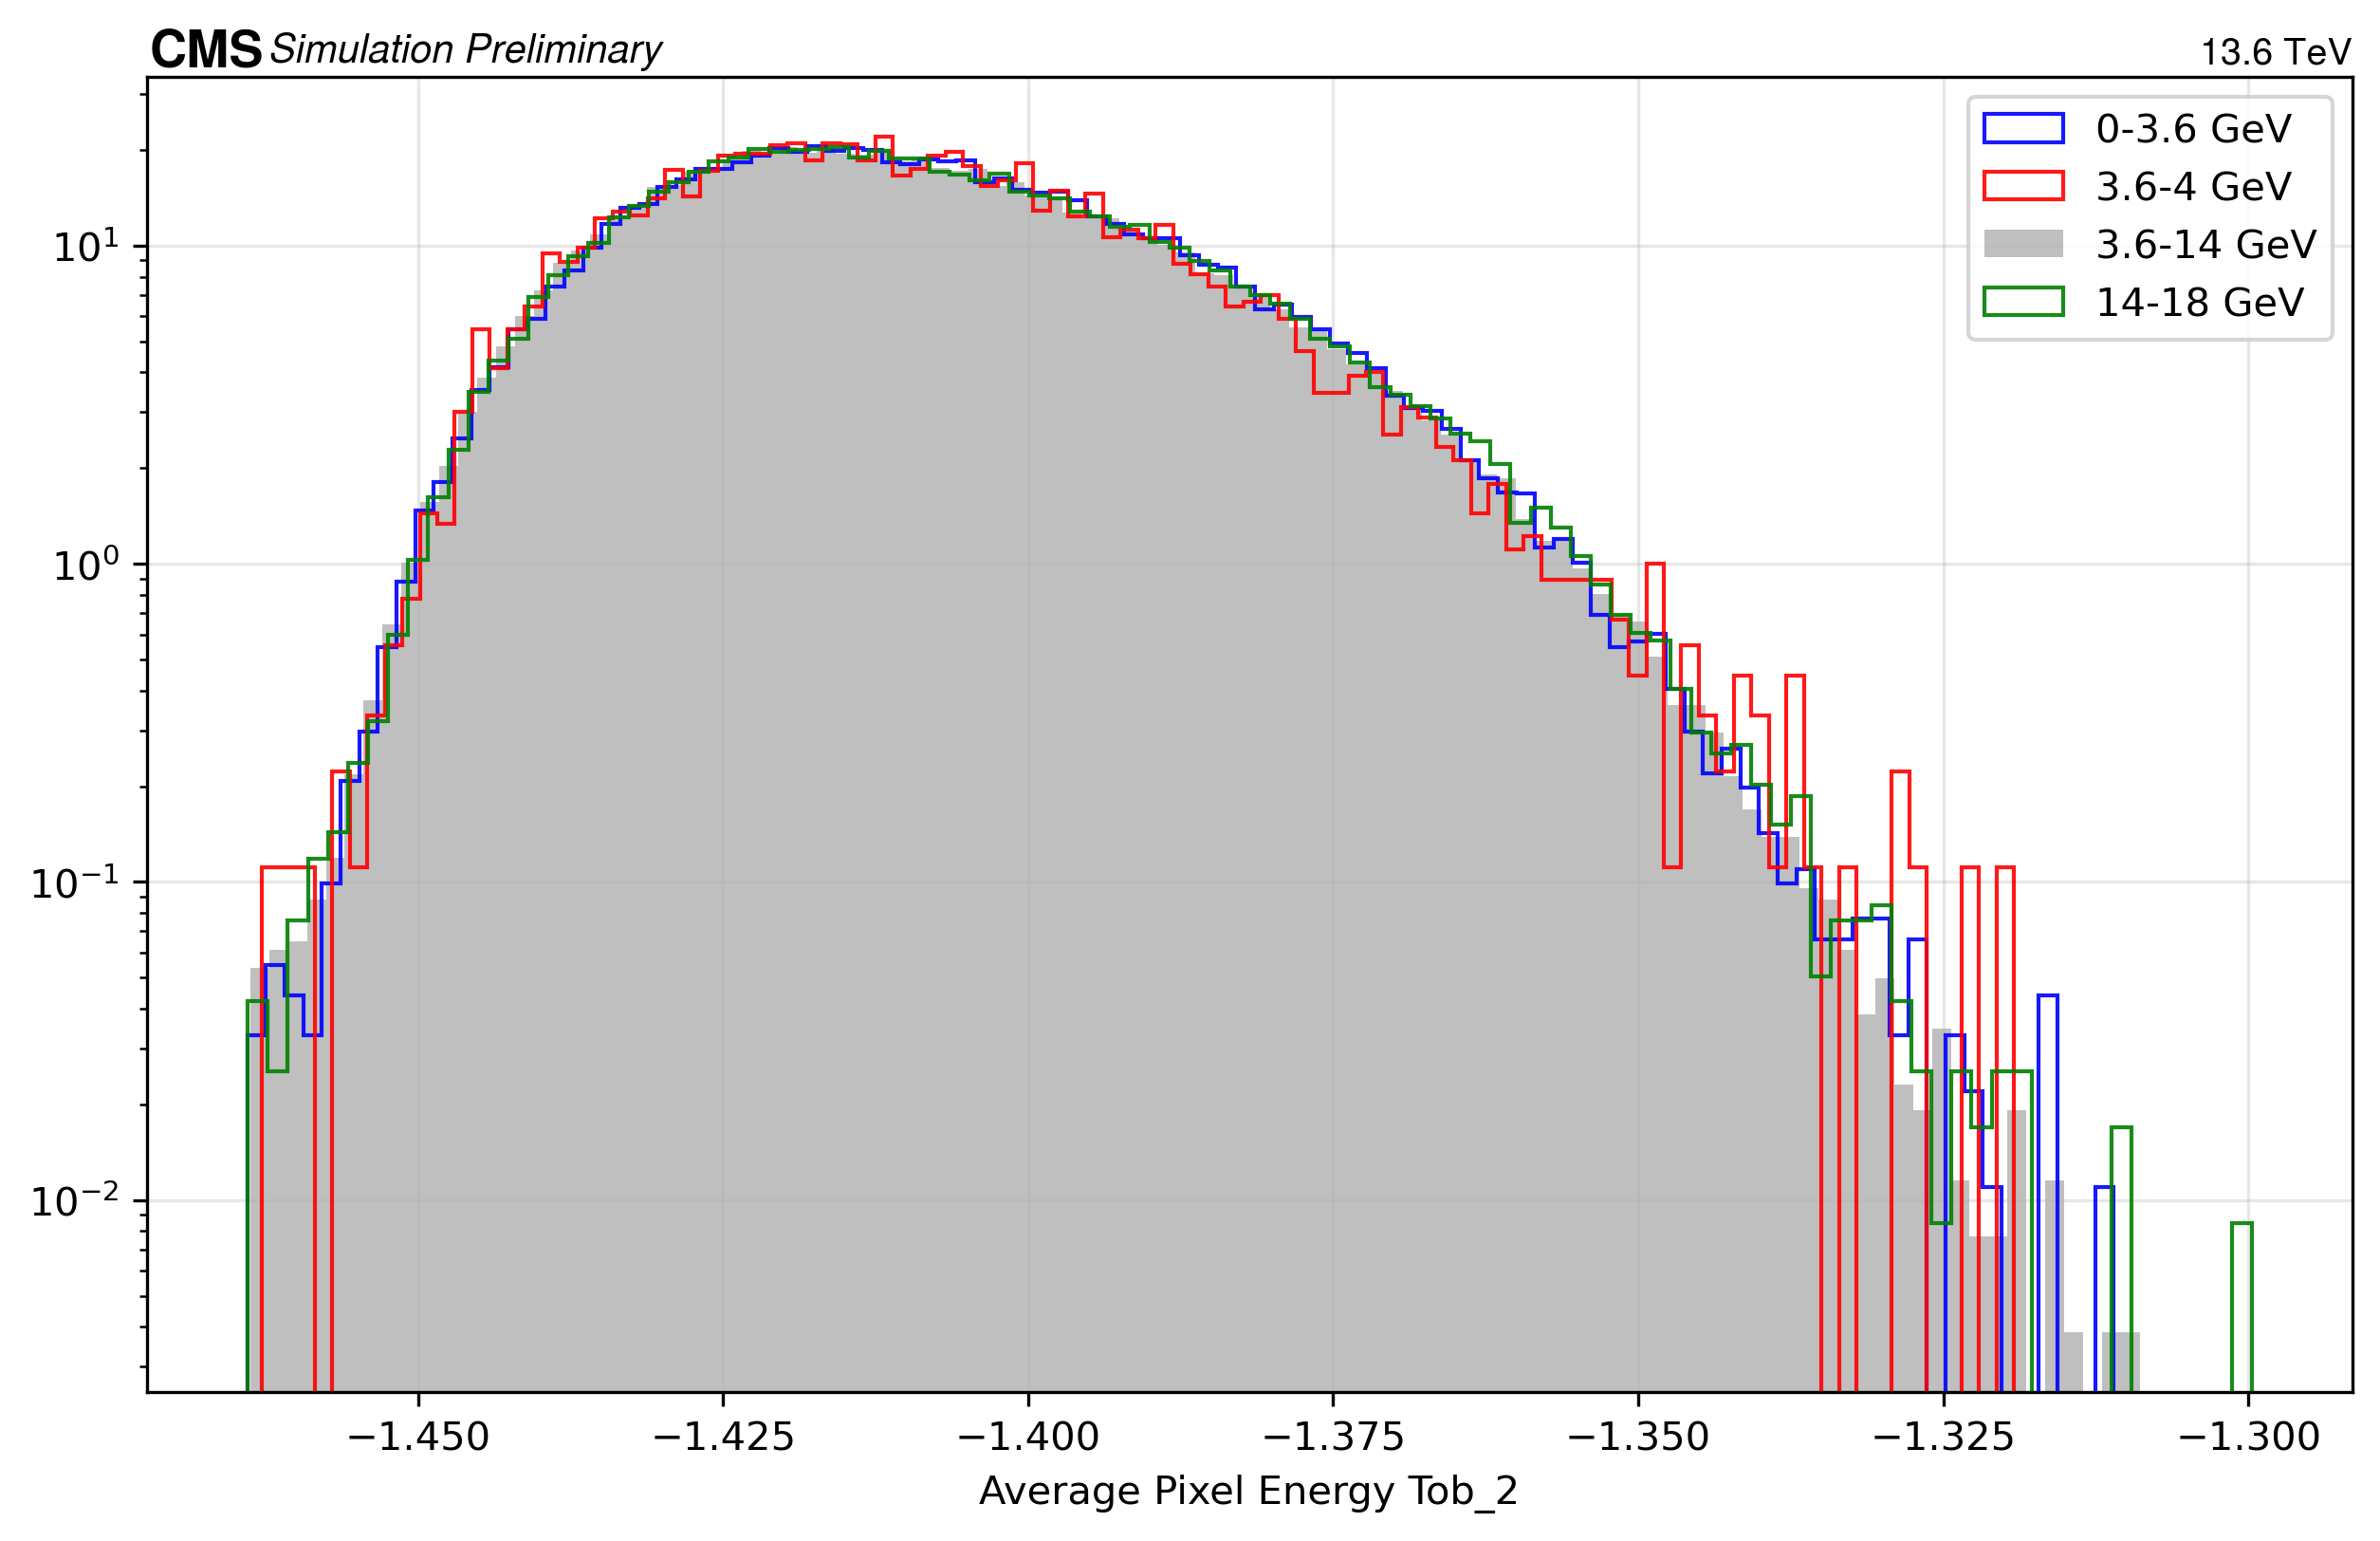 CMS Simulation Preliminary
13.6 TeV
0-3.6 GeV
3.6-4 GeV
3.6-14 GeV
14-18 GeV
10¹
10⁰
10⁻¹
10⁻²
−1.450 −1.425 −1.400 −1.375 −1.350 −1.325 −1.300
Average Pixel Energy Tob_2